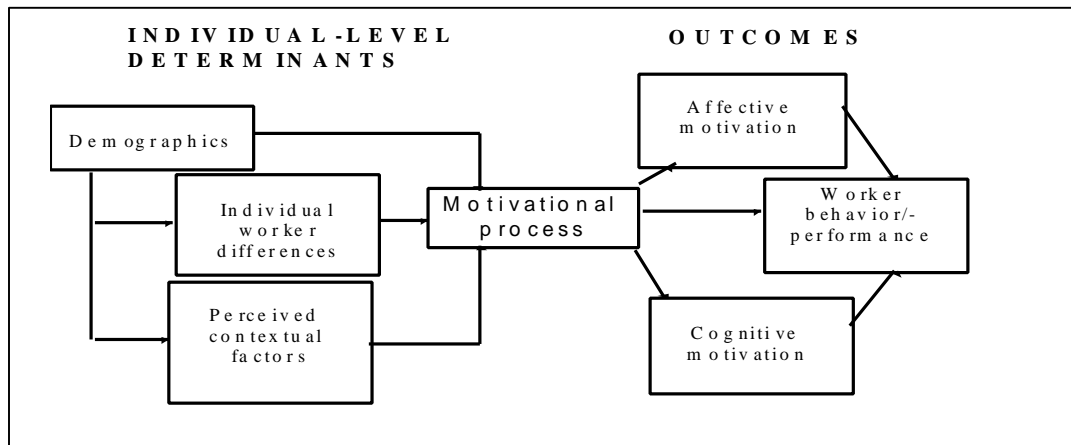 INDIVIDUAL-LEVEL
DETERMINANTS
OUTCOMES
Demographics
Individual
worker
differences
Perceived
contextual
factors
Motivational
process
Affective
motivation
Worker
behavior/-
performance
Cognitive
motivation